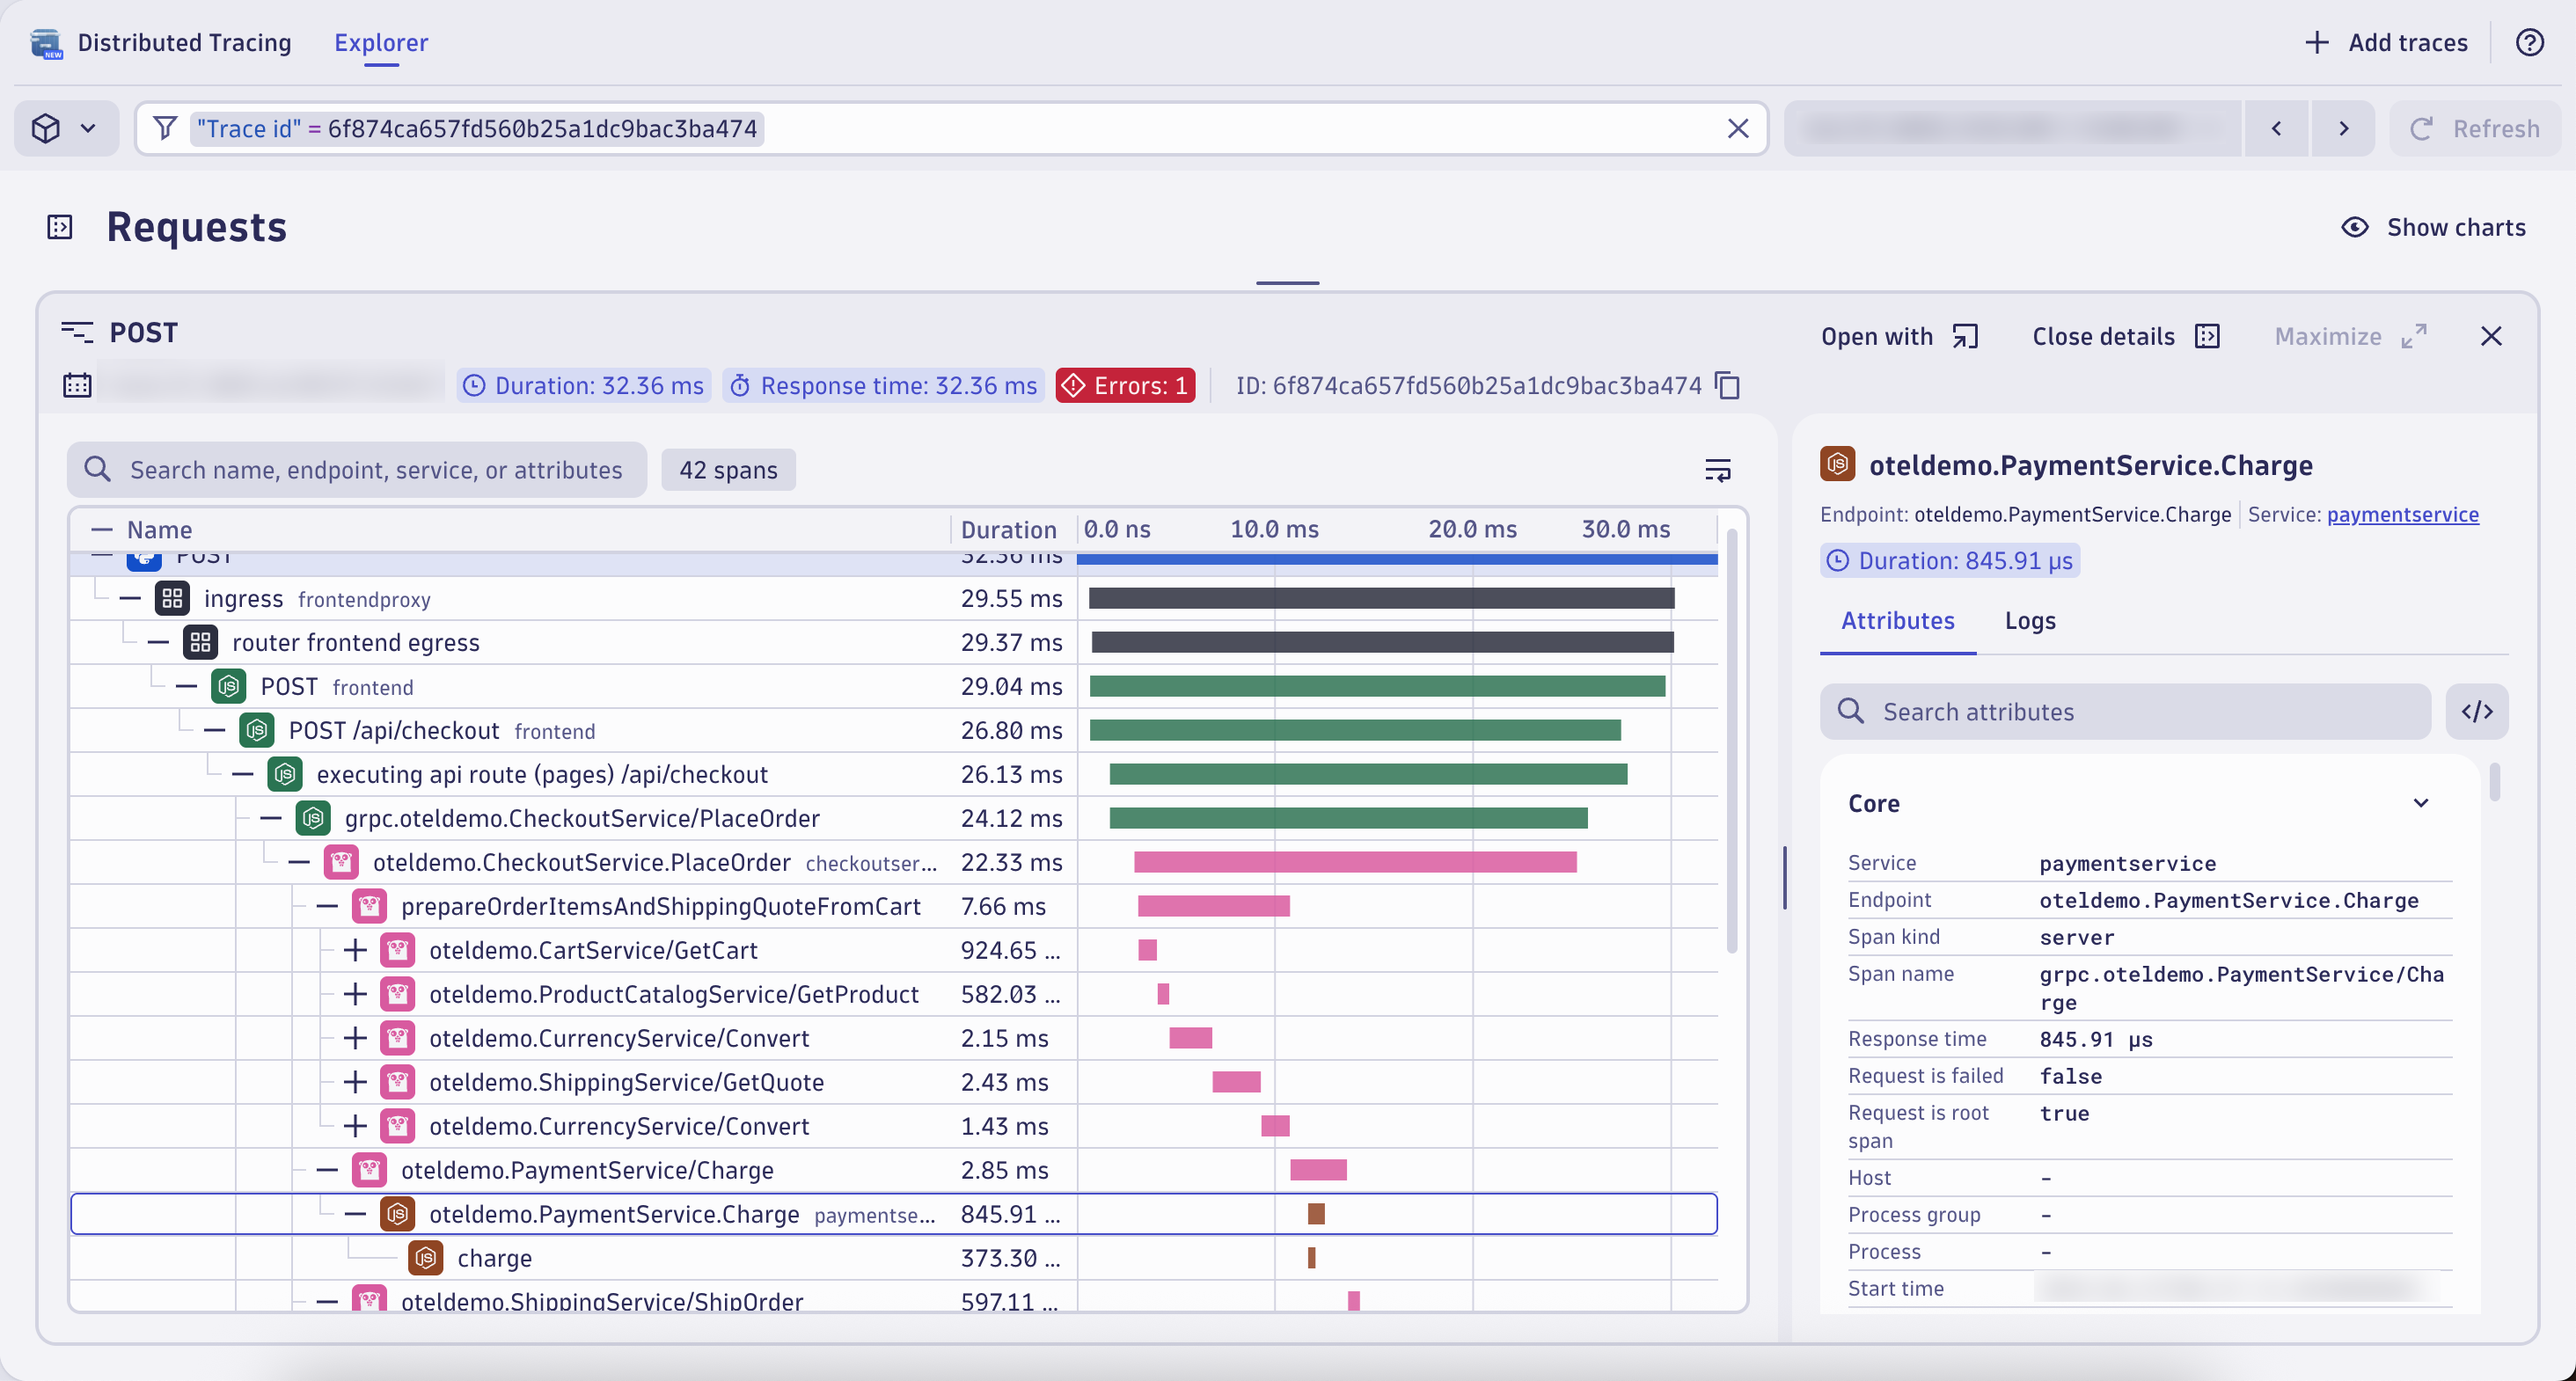 NEW
Distributed Tracing
Explorer
Add traces
"Trace id" = 6f874ca657fd560b25a1dc9bac3ba474
Refresh
Requests
Show charts
POST
Open with
Close details
Maximize
Duration: 32.36 ms
Response time: 32.36 ms
Errors: 1
ID: 6f874ca657fd560b25a1dc9bac3ba474
Search name, endpoint, service, or attributes
42 spans
Name
Duration
0.0 ns
10.0 ms
20.0 ms
30.0 ms
POST
32.36 ms
ingress frontendproxy
29.55 ms
router frontend egress
29.37 ms
POST frontend
29.04 ms
POST /api/checkout frontend
26.80 ms
executing api route (pages) /api/checkout
26.13 ms
grpc.oteldemo.CheckoutService/PlaceOrder
24.12 ms
oteldemo.CheckoutService.PlaceOrder checkoutser...
22.33 ms
prepareOrderItemsAndShippingQuoteFromCart
7.66 ms
oteldemo.CartService/GetCart
924.65 ...
oteldemo.ProductCatalogService/GetProduct
582.03 ...
oteldemo.CurrencyService/Convert
2.15 ms
oteldemo.ShippingService/GetQuote
2.43 ms
oteldemo.CurrencyService/Convert
1.43 ms
oteldemo.PaymentService/Charge
2.85 ms
oteldemo.PaymentService.Charge paymentse...
845.91 ...
charge
373.30 ...
oteldemo.ShippingService/ShipOrder
597.11 ...
oteldemo.PaymentService.Charge
Endpoint: oteldemo.PaymentService.Charge
Service: paymentservice
Duration: 845.91 µs
Attributes
Logs
Search attributes
</>
Core
Service
paymentservice
Endpoint
oteldemo.PaymentService.Charge
Span kind
server
Span name
grpc.oteldemo.PaymentService/Cha
rge
Response time
845.91 µs
Request is failed
false
Request is root
span
true
Host
-
Process group
-
Process
-
Start time